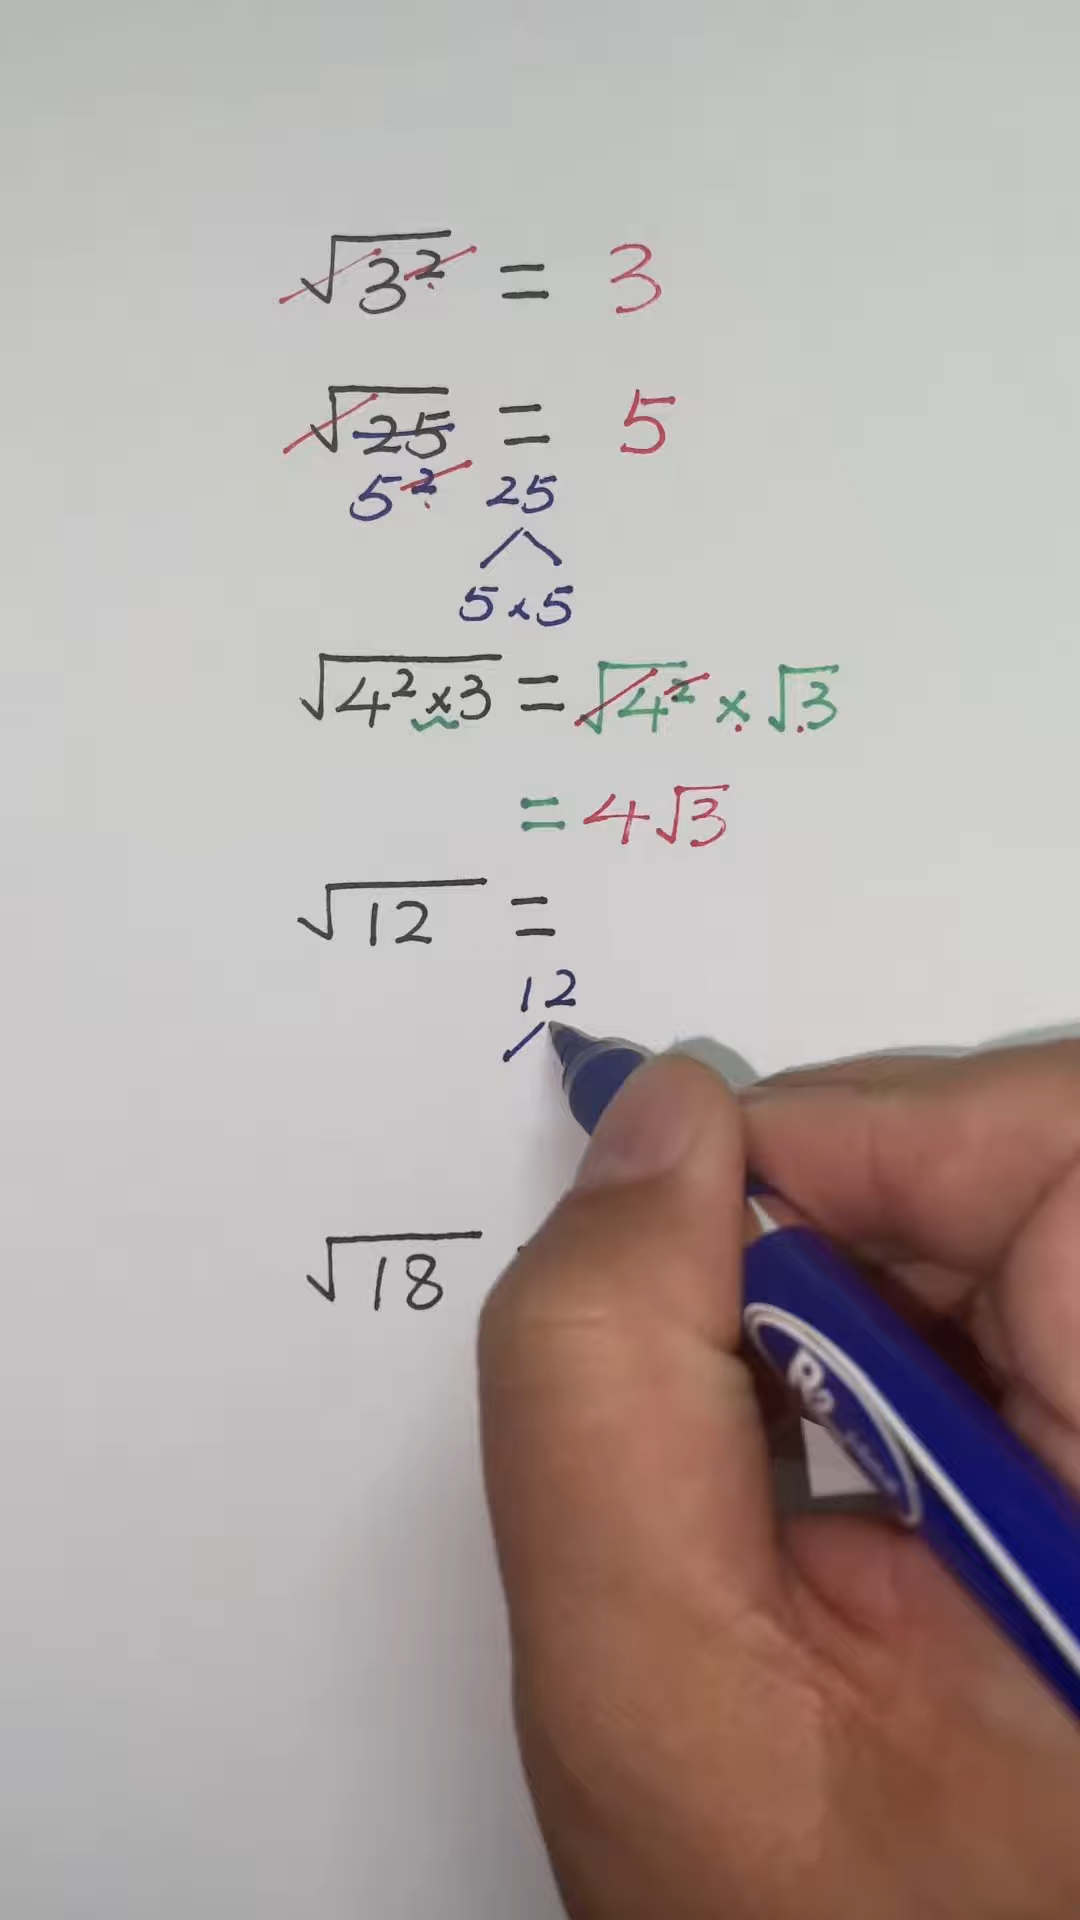 √3² = 3
√25 = 5
5² 25
5 × 5
√4² × 3 = √4² × √3
= 4√3
√12 =
12
√18